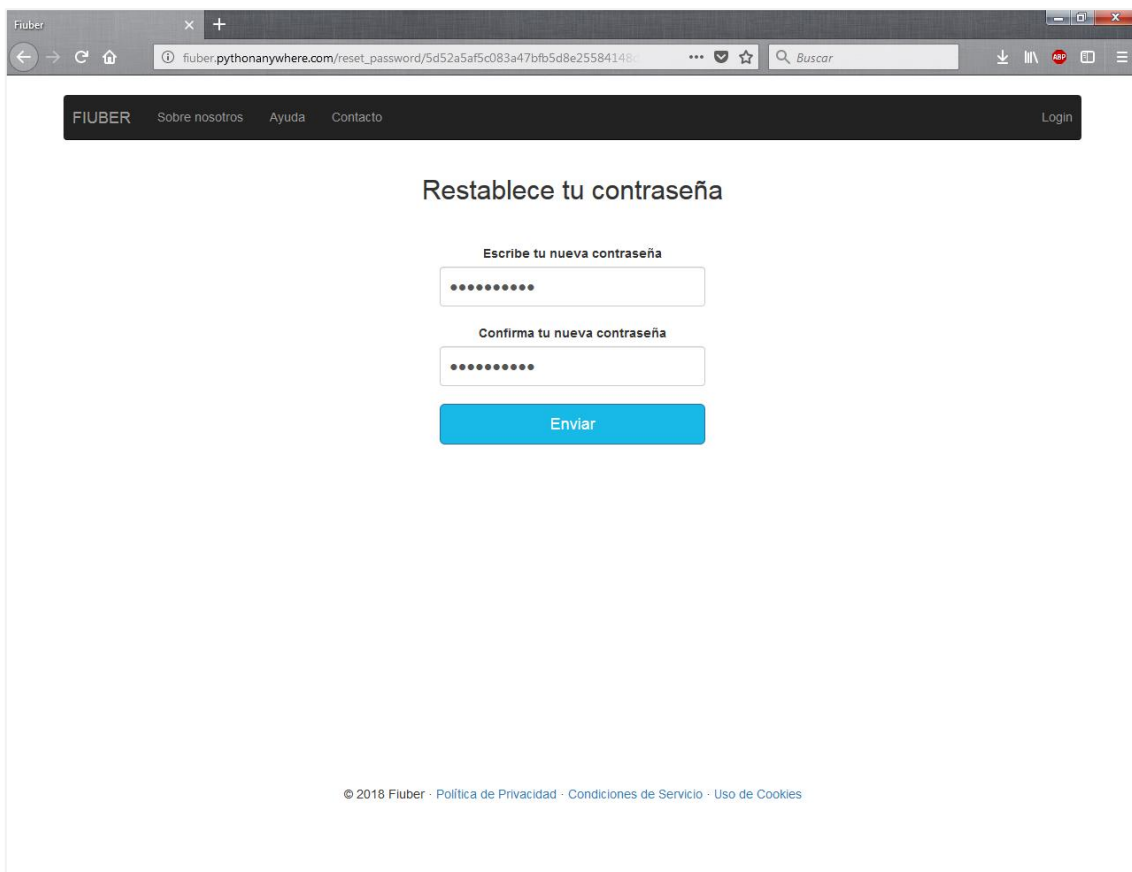 Fiuber
fiuber.pythonanywhere.com/reset_password/5d52a5af5c083a47bfb5d8e25584148
Buscar
ABP
FIUBER Sobre nosotros Ayuda Contacto Login
Restablece tu contraseña
Escribe tu nueva contraseña
••••••••••
Confirma tu nueva contraseña
••••••••••
Enviar
© 2018 Fiuber · Política de Privacidad · Condiciones de Servicio · Uso de Cookies